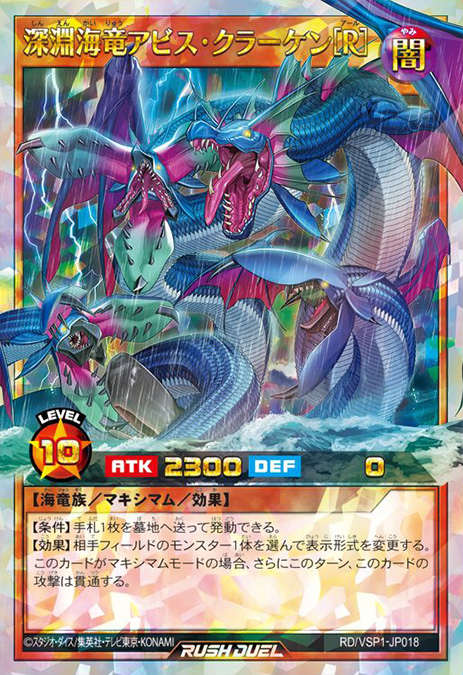 深淵海竜アビス・クラーケン[R]
闇
LEVEL
10
ATK 2300 DEF 0
【海竜族/マキシマム/効果】
【条件】手札1枚を墓地へ送って発動できる。
【効果】相手フィールドのモンスター1体を選んで表示形式を変更する。
このカードがマキシマムモードの場合、さらにこのターン、このカードの
攻撃は貫通する。
©スタジオ・ダイス/集英社・テレビ東京・KONAMI
RUSH DUEL
RD/VSP1-JP018